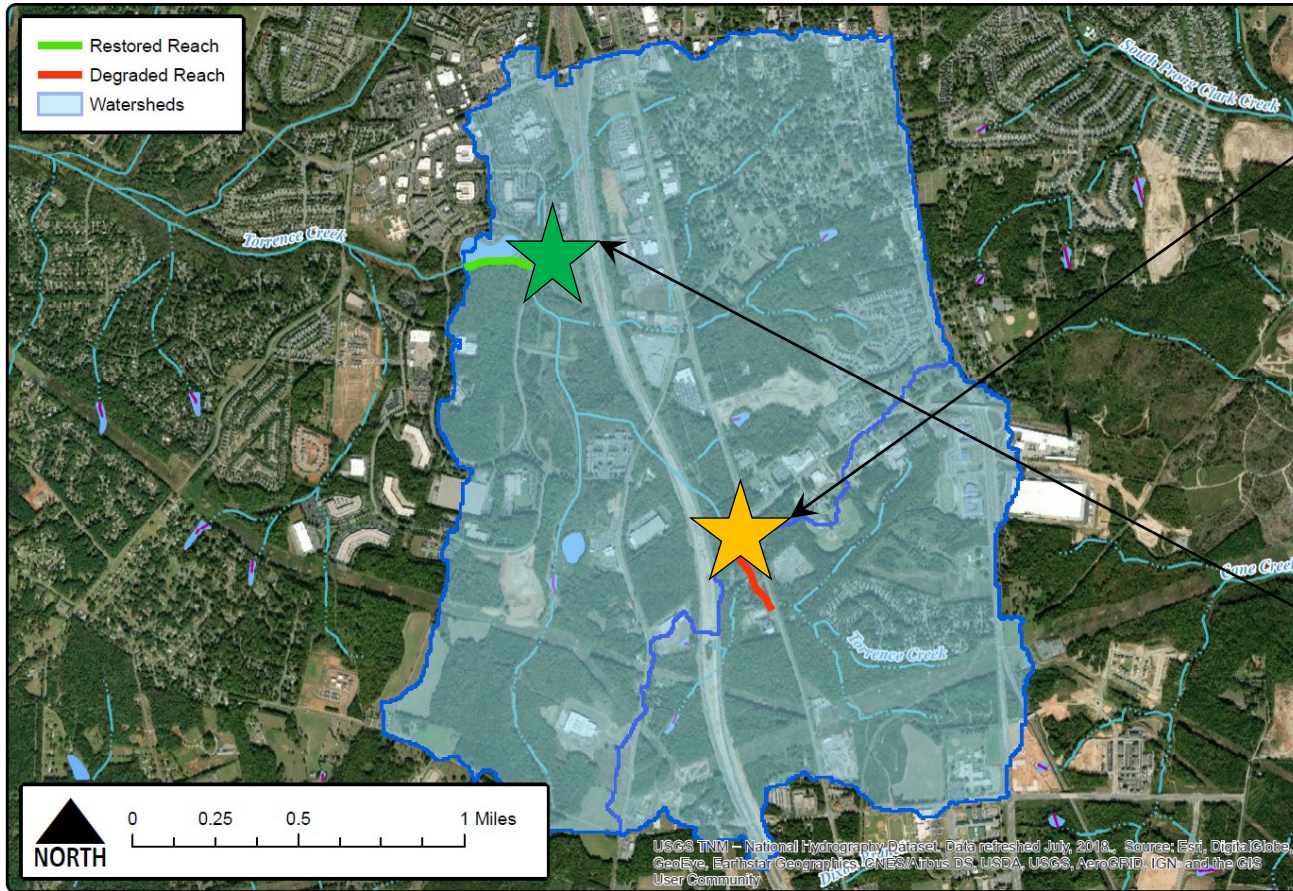 Restored Reach
Degraded Reach
Watersheds
South Prong Clark Creek
Torrence Creek
Cane Creek
Torrence Creek
0 0.25 0.5 1 Miles
NORTH
USGS TNM – National Hydrography Dataset. Data refreshed July, 2018., Source: Esri, DigitalGlobe,
GeoEye, Earthstar Geographics, CNES/Airbus DS, USDA, USGS, AeroGRID, IGN, and the GIS
User Community
Dixon